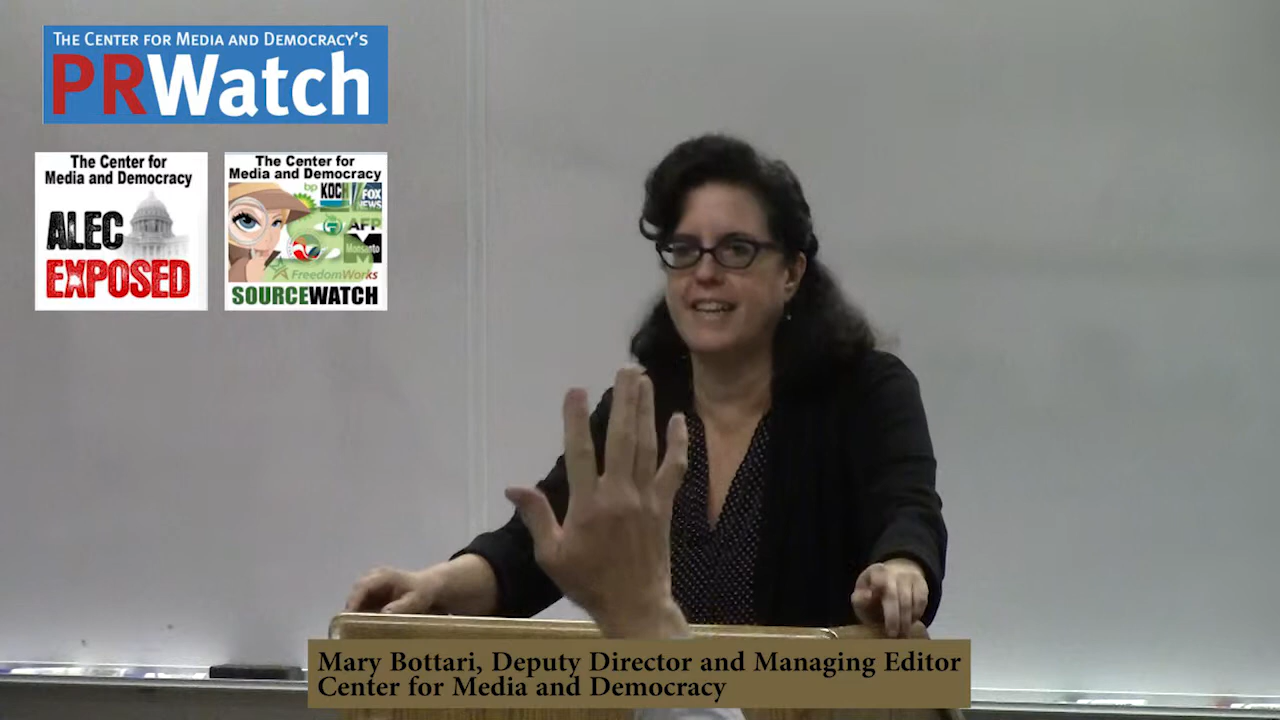 THE CENTER FOR MEDIA AND DEMOCRACY'S
PRWatch
The Center for
Media and Democracy
ALEC
EXPOSED
The Center for
Media and Democracy
bp
KOCH
FOX
NEWS
AFP
Monsanto
FreedomWorks
SOURCEWATCH
Mary Bottari, Deputy Director and Managing Editor
Center for Media and Democracy